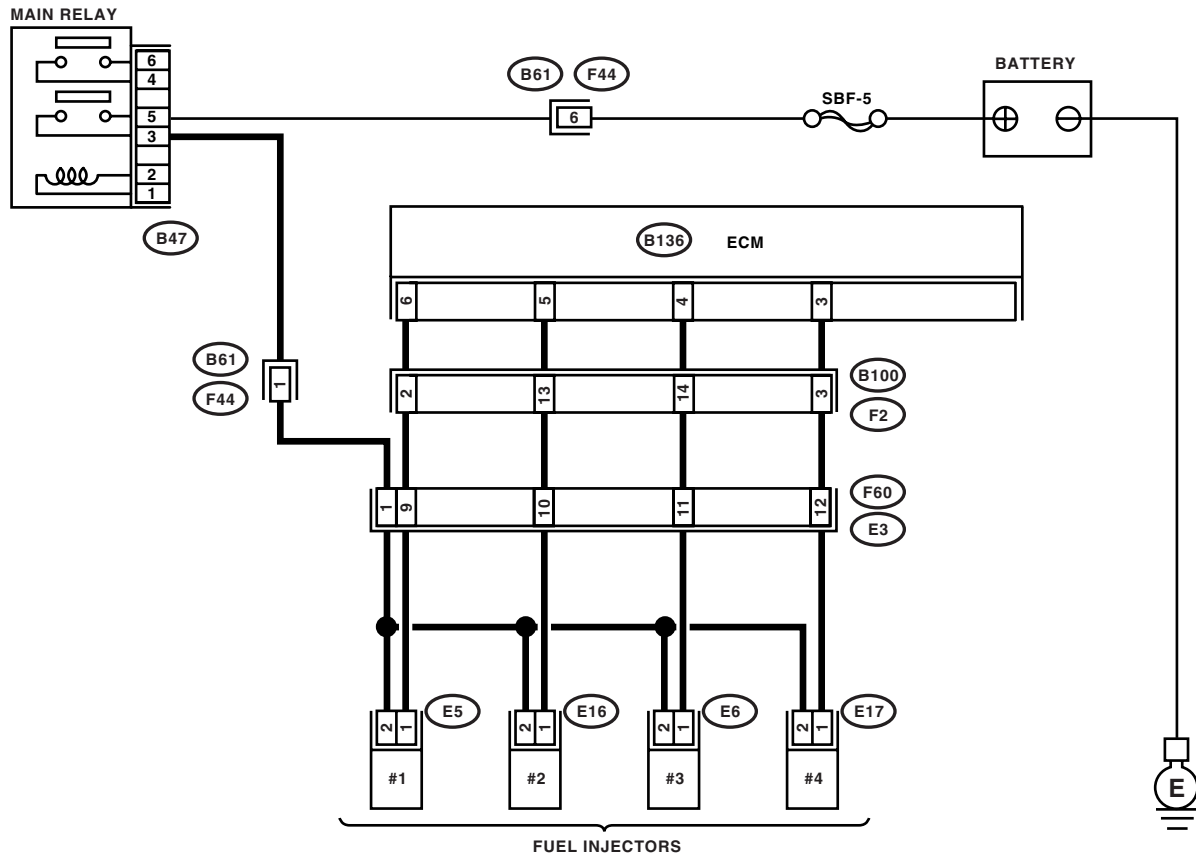 MAIN RELAY
6
4
5
3
2
1
B47
B61 F44
6
SBF-5
BATTERY
B136 ECM
6 5 4 3
B61
F44
1
2 13 14 3
B100
F2
1 9 10 11 12
F60
E3
2 1 E5
2 1 E16
2 1 E6
2 1 E17
#1 #2 #3 #4
E
FUEL INJECTORS